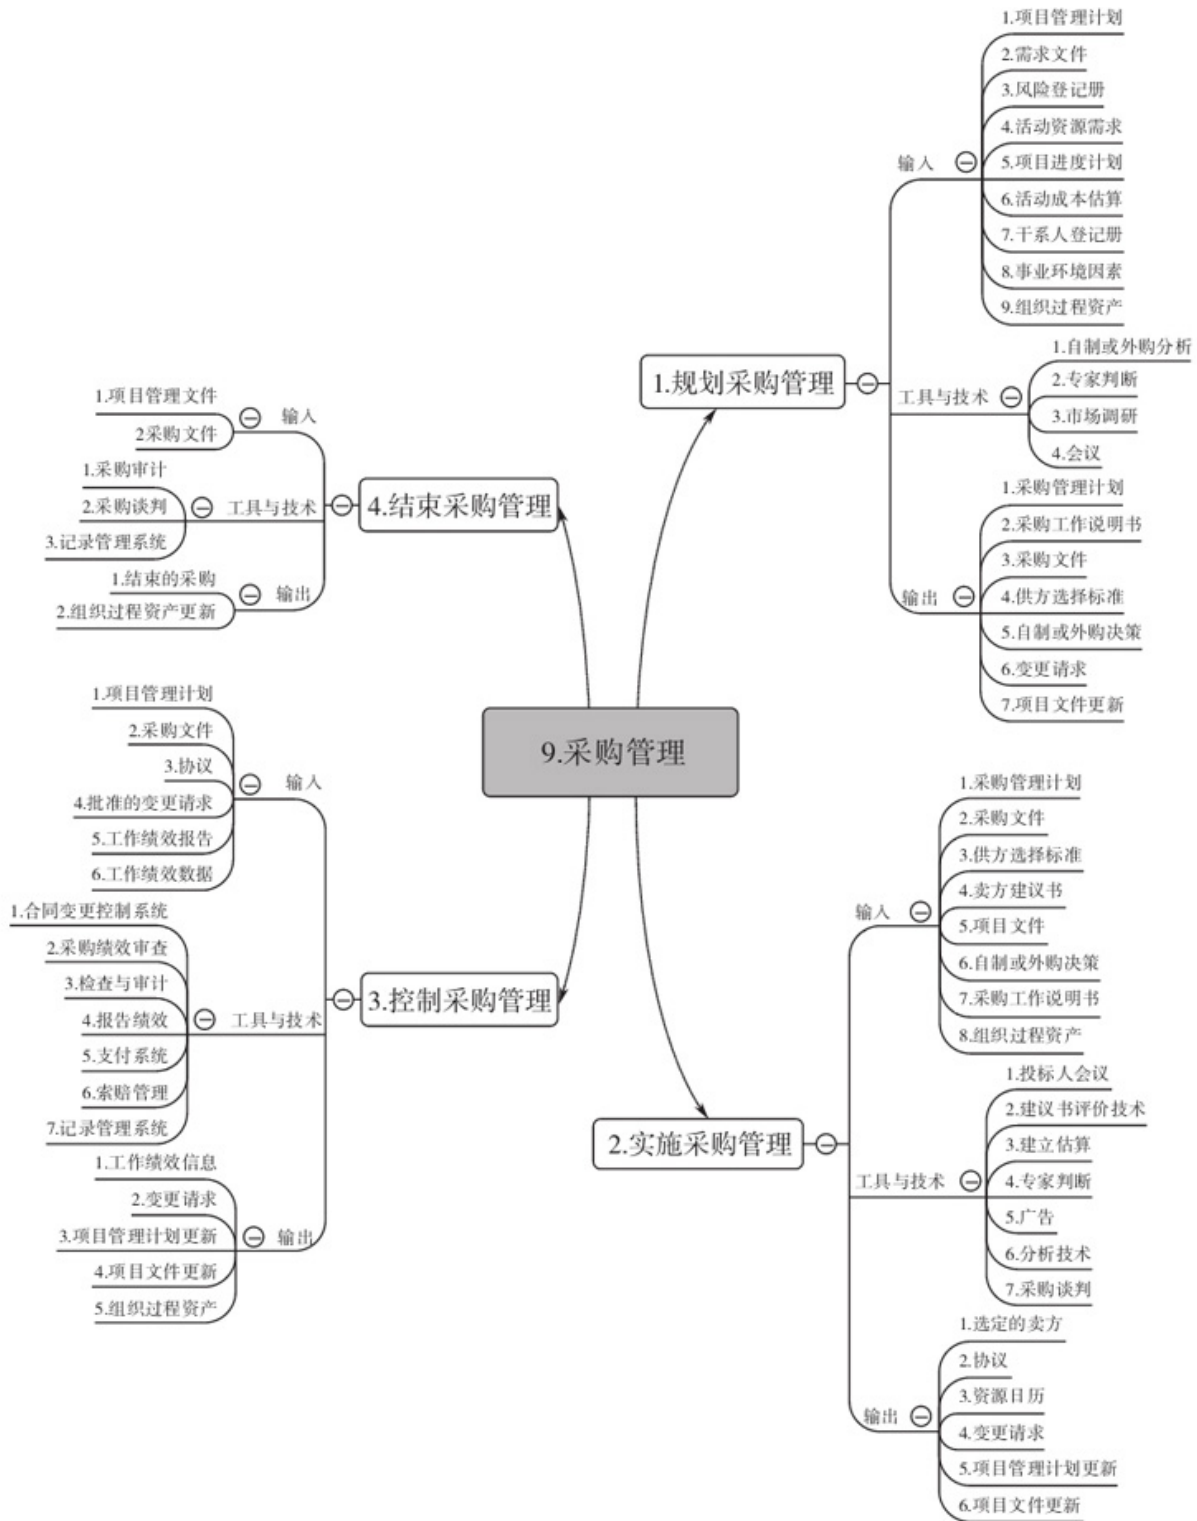 9.采购管理
1.规划采购管理
输入
1.项目管理计划
2.需求文件
3.风险登记册
4.活动资源需求
5.项目进度计划
6.活动成本估算
7.干系人登记册
8.事业环境因素
9.组织过程资产
工具与技术
1.自制或外购分析
2.专家判断
3.市场调研
4.会议
输出
1.采购管理计划
2.采购工作说明书
3.采购文件
4.供方选择标准
5.自制或外购决策
6.变更请求
7.项目文件更新
2.实施采购管理
输入
1.采购管理计划
2.采购文件
3.供方选择标准
4.卖方建议书
5.项目文件
6.自制或外购决策
7.采购工作说明书
8.组织过程资产
工具与技术
1.投标人会议
2.建议书评价技术
3.建立估算
4.专家判断
5.广告
6.分析技术
7.采购谈判
输出
1.选定的卖方
2.协议
3.资源日历
4.变更请求
5.项目管理计划更新
6.项目文件更新
3.控制采购管理
输入
1.项目管理计划
2.采购文件
3.协议
4.批准的变更请求
5.工作绩效报告
6.工作绩效数据
工具与技术
1.合同变更控制系统
2.采购绩效审查
3.检查与审计
4.报告绩效
5.支付系统
6.索赔管理
7.记录管理系统
输出
1.工作绩效信息
2.变更请求
3.项目管理计划更新
4.项目文件更新
5.组织过程资产
4.结束采购管理
输入
1.项目管理文件
2采购文件
工具与技术
1.采购审计
2.采购谈判
3.记录管理系统
输出
1.结束的采购
2.组织过程资产更新